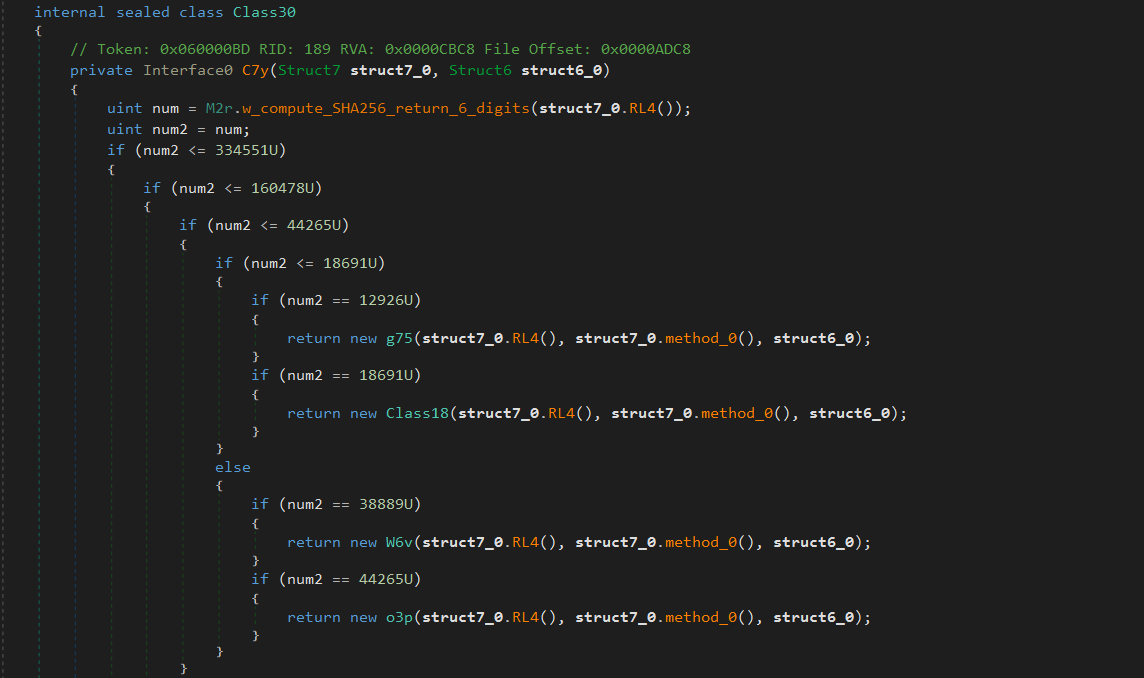 internal sealed class Class30
{
// Token: 0x060000BD RID: 189 RVA: 0x0000CBC8 File Offset: 0x0000ADC8
private Interface0 C7y(Struct7 struct7_0, Struct6 struct6_0)
{
uint num = M2r.w_compute_SHA256_return_6_digits(struct7_0.RL4());
uint num2 = num;
if (num2 <= 334551U)
{
if (num2 <= 160478U)
{
if (num2 <= 44265U)
{
if (num2 <= 18691U)
{
if (num2 == 12926U)
{
return new g75(struct7_0.RL4(), struct7_0.method_0(), struct6_0);
}
if (num2 == 18691U)
{
return new Class18(struct7_0.RL4(), struct7_0.method_0(), struct6_0);
}
}
else
{
if (num2 == 38889U)
{
return new W6v(struct7_0.RL4(), struct7_0.method_0(), struct6_0);
}
if (num2 == 44265U)
{
return new o3p(struct7_0.RL4(), struct7_0.method_0(), struct6_0);
}
}
}